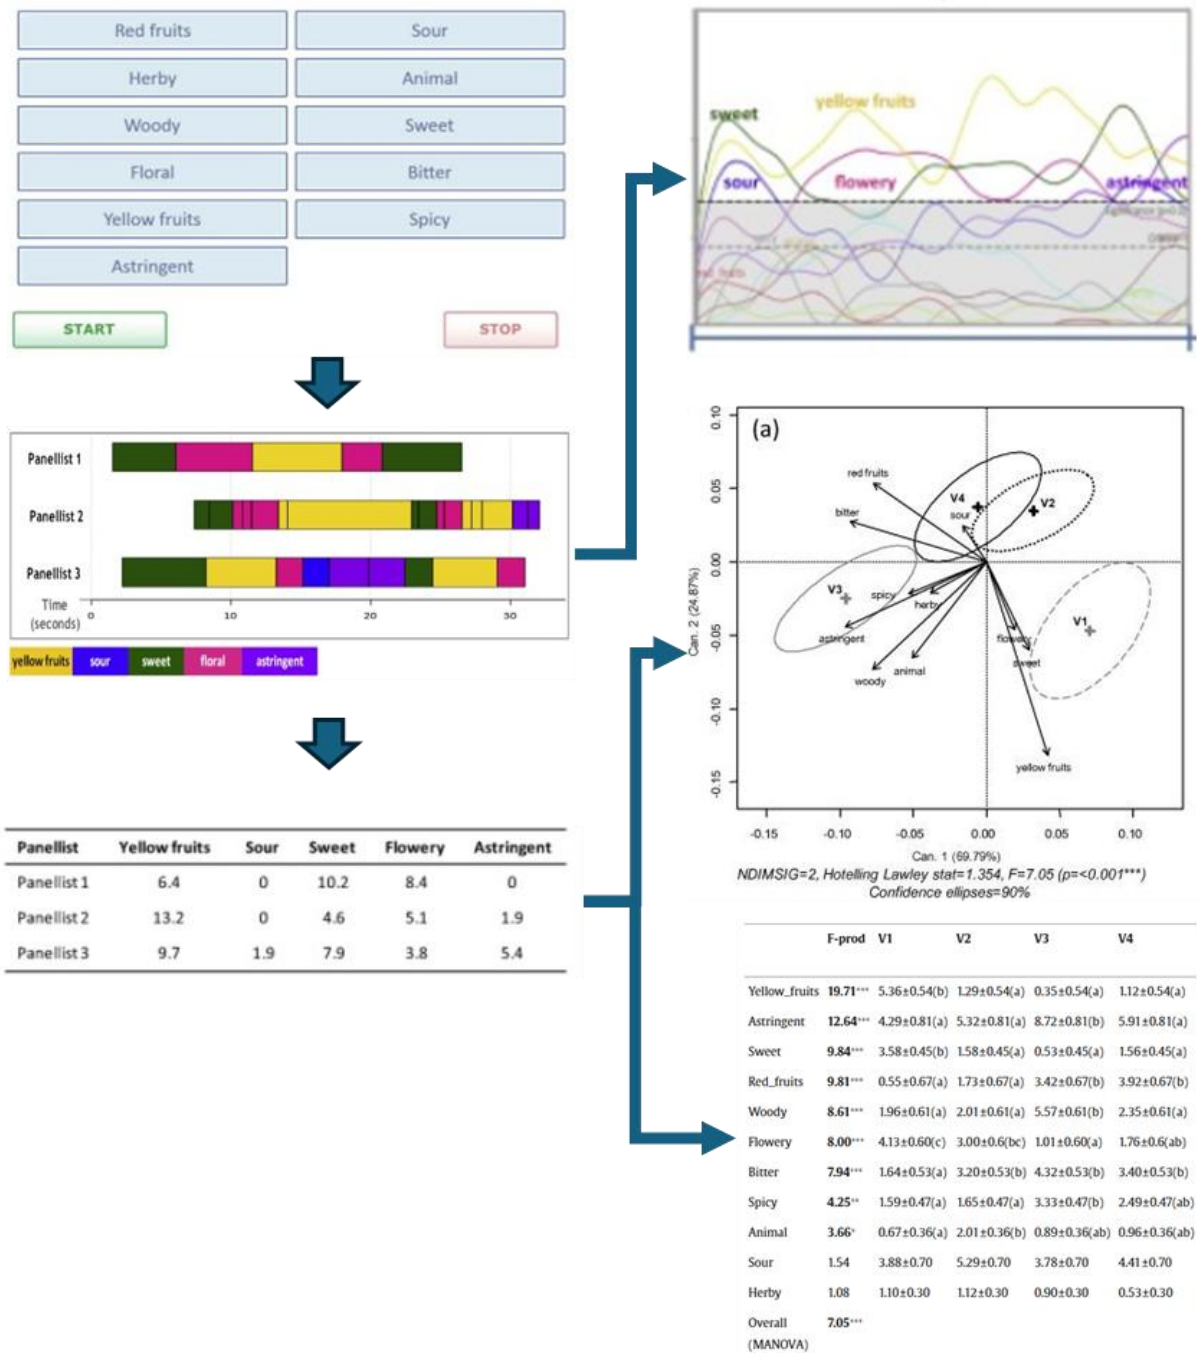 Red fruits Sour
Herby Animal
Woody Sweet
Floral Bitter
Yellow fruits Spicy
Astringent
START STOP
sweet yellow fruits
sour flowery astringent
Panellist 1
Panellist 2
Panellist 3
Time
(seconds)
0 10 20 30
yellow fruits sour sweet floral astringent
Panellist Yellow fruits Sour Sweet Flowery Astringent
Panellist 1 6.4 0 10.2 8.4 0
Panellist 2 13.2 0 4.6 5.1 1.9
Panellist 3 9.7 1.9 7.9 3.8 5.4
(a)
red fruits
bitter
V4
sour
V2
V3
spicy
herby
astringent
woody
animal
flowery
sweet
V1
yellow fruits
Can. 2 (24.87%)
0.10
0.05
0.00
-0.05
-0.10
-0.15
-0.15 -0.10 -0.05 0.00 0.05 0.10
Can. 1 (69.79%)
NDIMSIG=2, Hotelling Lawley stat=1.354, F=7.05 (p=<0.001***)
Confidence ellipses=90%
F-prod V1 V2 V3 V4
Yellow_fruits 19.71*** 5.36±0.54(b) 1.29±0.54(a) 0.35±0.54(a) 1.12±0.54(a)
Astringent 12.64*** 4.29±0.81(a) 5.32±0.81(a) 8.72±0.81(b) 5.91±0.81(a)
Sweet 9.84*** 3.58±0.45(b) 1.58±0.45(a) 0.53±0.45(a) 1.56±0.45(a)
Red_fruits 9.81*** 0.55±0.67(a) 1.73±0.67(a) 3.42±0.67(b) 3.92±0.67(b)
Woody 8.61*** 1.96±0.61(a) 2.01±0.61(a) 5.57±0.61(b) 2.35±0.61(a)
Flowery 8.00*** 4.13±0.60(c) 3.00±0.6(bc) 1.01±0.60(a) 1.76±0.6(ab)
Bitter 7.94*** 1.64±0.53(a) 3.20±0.53(b) 4.32±0.53(b) 3.40±0.53(b)
Spicy 4.25** 1.59±0.47(a) 1.65±0.47(a) 3.33±0.47(b) 2.49±0.47(ab)
Animal 3.66* 0.67±0.36(a) 2.01±0.36(b) 0.89±0.36(ab) 0.96±0.36(ab)
Sour 1.54 3.88±0.70 5.29±0.70 3.78±0.70 4.41±0.70
Herby 1.08 1.10±0.30 1.12±0.30 0.90±0.30 0.53±0.30
Overall 7.05***
(MANOVA)